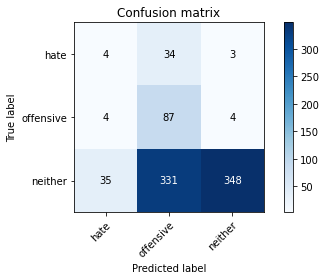 Confusion matrix
True label
hate
offensive
neither
4 34 3
4 87 4
35 331 348
hate
offensive
neither
Predicted label
300
250
200
150
100
50